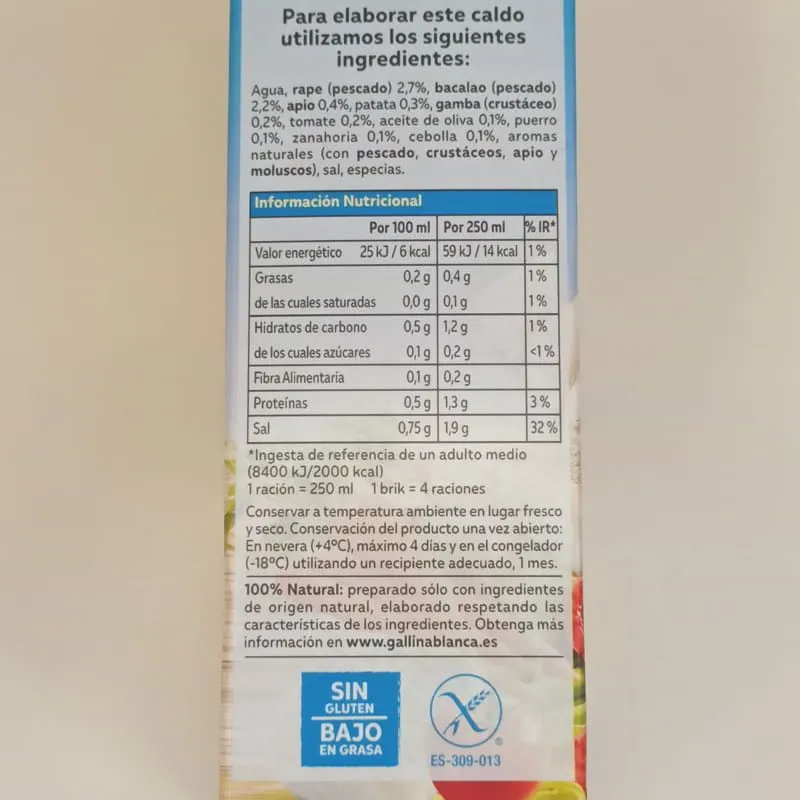 Para elaborar este caldo
utilizamos los siguientes
ingredientes:
Agua, rape (pescado) 2,7%, bacalao (pescado)
2,2%, apio 0,4%, patata 0,3%, gamba (crustáceo)
0,2%, tomate 0,2%, aceite de oliva 0,1%, puerro
0,1%, zanahoria 0,1%, cebolla 0,1%, aromas
naturales (con pescado, crustáceos, apio y
moluscos), sal, especias.
Información Nutricional
Por 100 ml Por 250 ml % IR*
Valor energético 25 kJ / 6 kcal 59 kJ / 14 kcal 1 %
Grasas 0,2 g 0,4 g 1 %
de las cuales saturadas 0,0 g 0,1 g 1 %
Hidratos de carbono 0,5 g 1,2 g 1 %
de los cuales azúcares 0,1 g 0,2 g <1 %
Fibra Alimentaria 0,1 g 0,2 g
Proteínas 0,5 g 1,3 g 3 %
Sal 0,75 g 1,9 g 32 %
*Ingesta de referencia de un adulto medio
(8400 kJ/2000 kcal)
1 ración = 250 ml 1 brik = 4 raciones
Conservar a temperatura ambiente en lugar fresco
y seco. Conservación del producto una vez abierto:
En nevera (+4ºC), máximo 4 días y en el congelador
(-18ºC) utilizando un recipiente adecuado, 1 mes.
100% Natural: preparado sólo con ingredientes
de origen natural, elaborado respetando las
características de los ingredientes. Obtenga más
información en www.gallinablanca.es
SIN
GLUTEN
BAJO
EN GRASA
®
ES-309-013